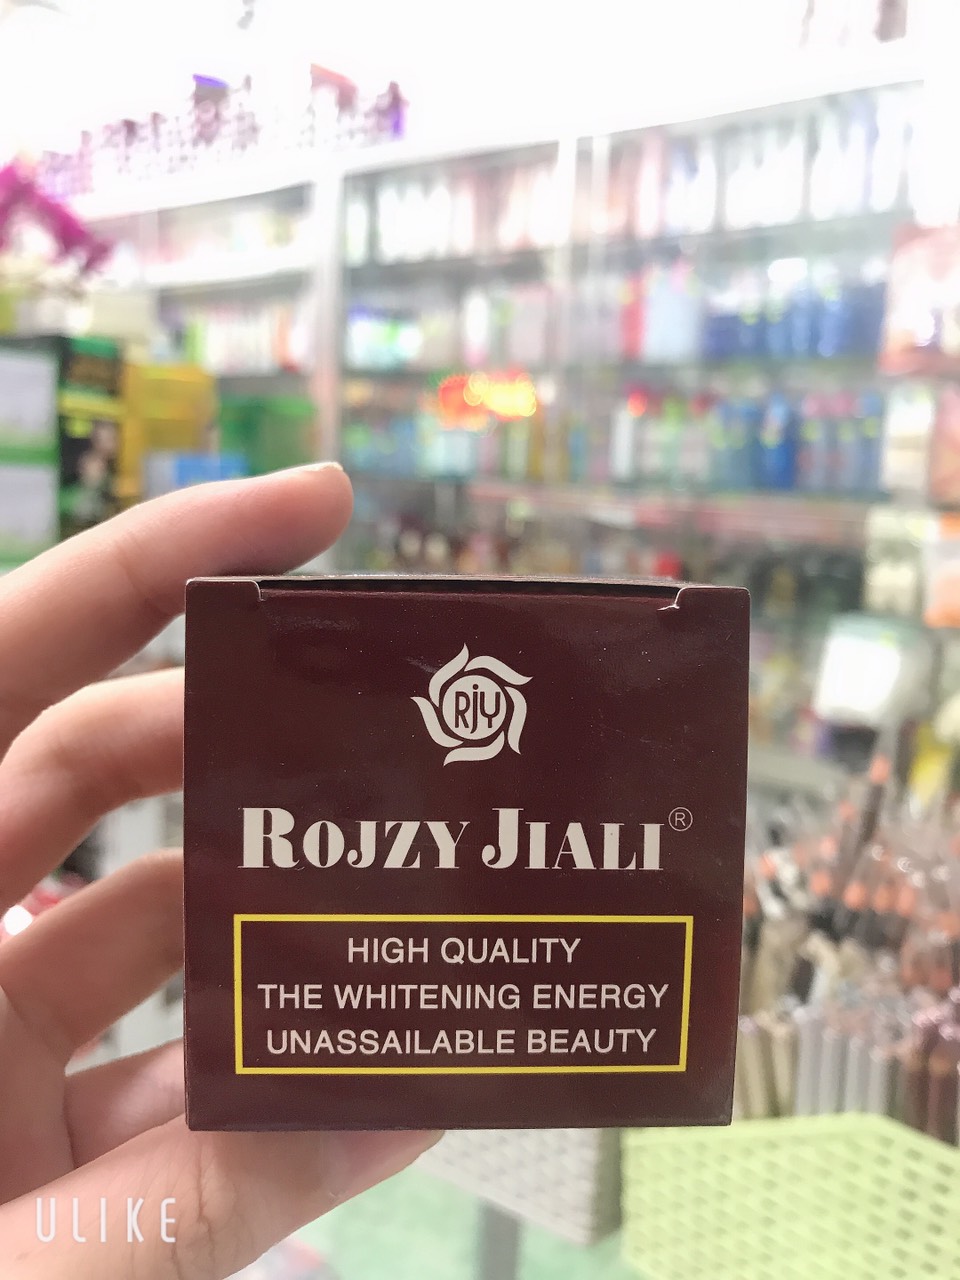 RJY
ROJZY JIALI®
HIGH QUALITY
THE WHITENING ENERGY
UNASSAILABLE BEAUTY
ULIKE